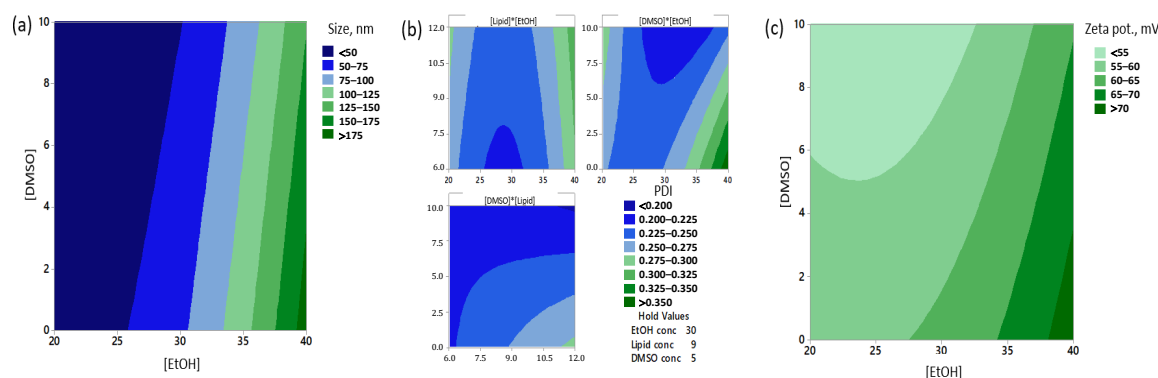 (a)
Size, nm
<50
50–75
75–100
100–125
125–150
150–175
>175
10
8
6
4
2
0
[DMSO]
20 25 30 35 40
[EtOH]
(b)
[Lipid]*[EtOH]
12.0
10.5
9.0
7.5
6.0
20 25 30 35 40
[DMSO]*[EtOH]
10.0
7.5
5.0
2.5
0.0
20 25 30 35 40
[DMSO]*[Lipid]
10.0
7.5
5.0
2.5
0.0
6.0 7.5 9.0 10.5 12.0
PDI
<0.200
0.200–0.225
0.225–0.250
0.250–0.275
0.275–0.300
0.300–0.325
0.325–0.350
>0.350
Hold Values
EtOH conc 30
Lipid conc 9
DMSO conc 5
(c)
Zeta pot., mV
<55
55–60
60–65
65–70
>70
10
8
6
4
2
0
[DMSO]
20 25 30 35 40
[EtOH]